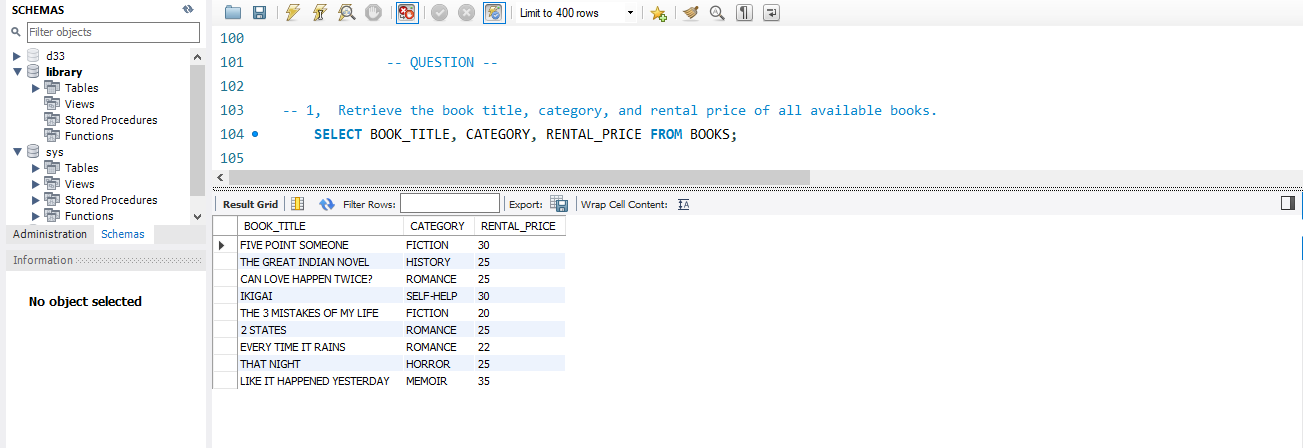 SCHEMAS
Filter objects
d33
library
Tables
Views
Stored Procedures
Functions
sys
Tables
Views
Stored Procedures
Functions
Administration Schemas
Information
No object selected
Limit to 400 rows
100
101 -- QUESTION --
102
103 -- 1, Retrieve the book title, category, and rental price of all available books.
104 SELECT BOOK_TITLE, CATEGORY, RENTAL_PRICE FROM BOOKS;
105
Result Grid Filter Rows: Export: Wrap Cell Content:
BOOK_TITLE CATEGORY RENTAL_PRICE
FIVE POINT SOMEONE FICTION 30
THE GREAT INDIAN NOVEL HISTORY 25
CAN LOVE HAPPEN TWICE? ROMANCE 25
IKIGAI SELF-HELP 30
THE 3 MISTAKES OF MY LIFE FICTION 20
2 STATES ROMANCE 25
EVERY TIME IT RAINS ROMANCE 22
THAT NIGHT HORROR 25
LIKE IT HAPPENED YESTERDAY MEMOIR 35